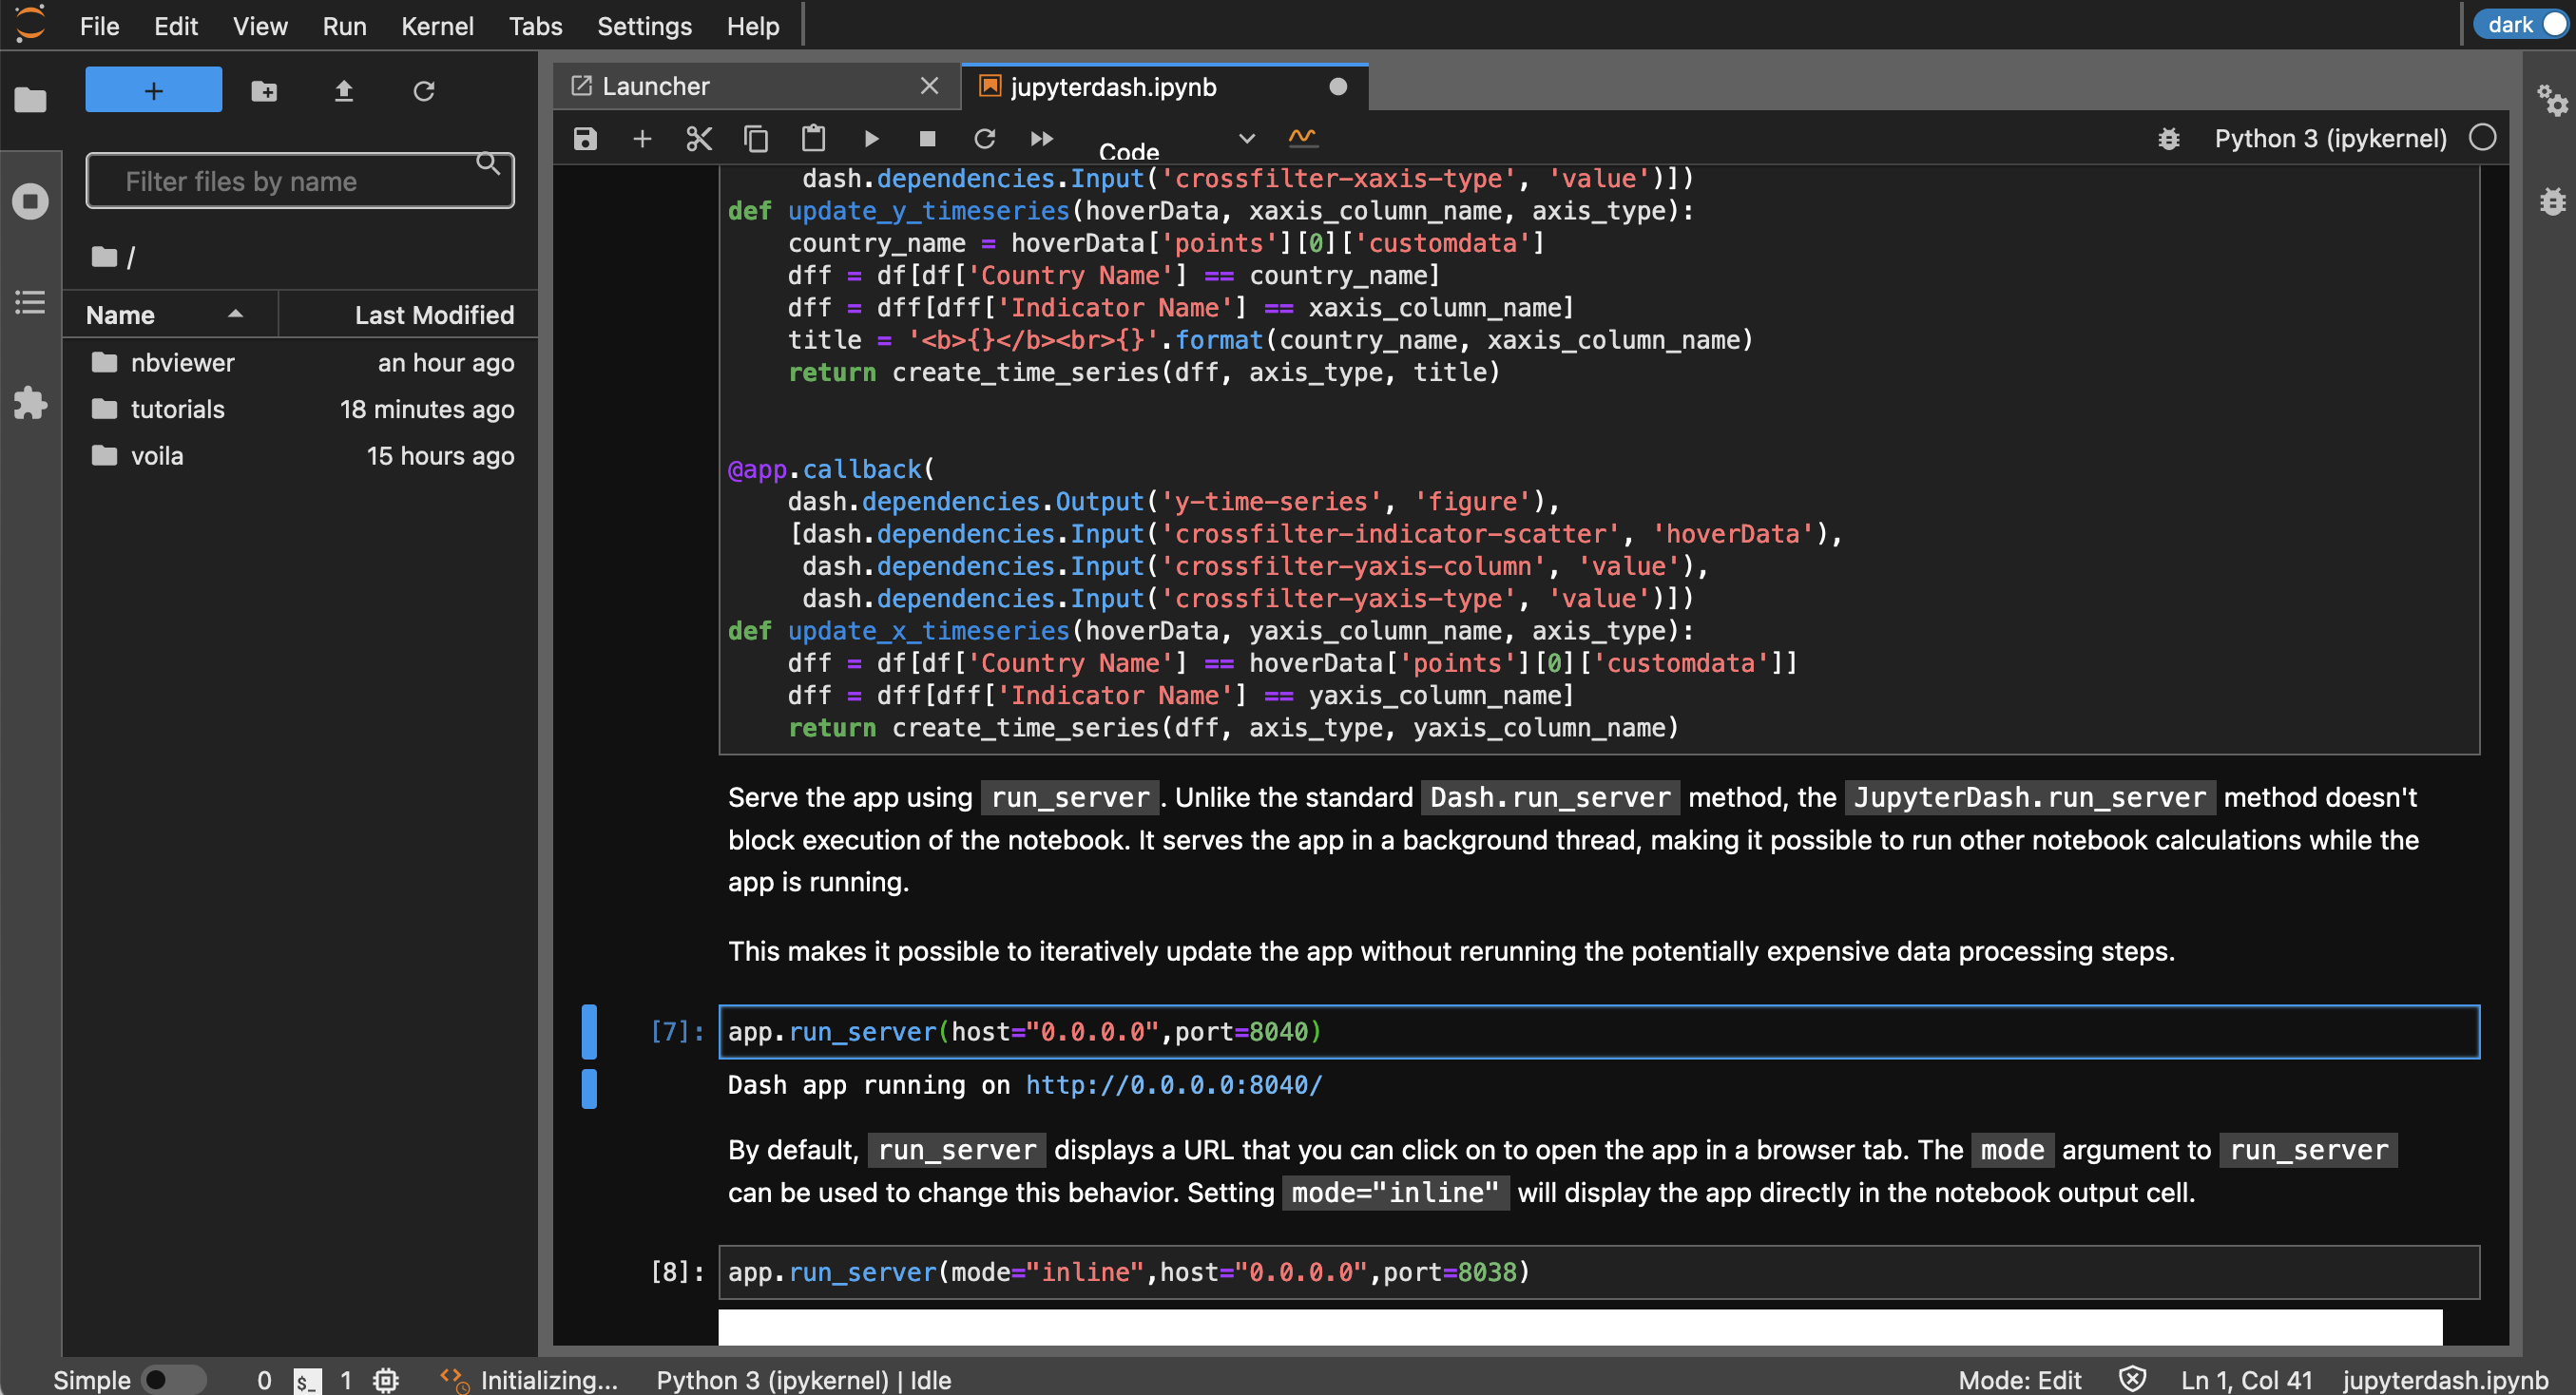 File Edit View Run Kernel Tabs Settings Help
dark
Launcher
jupyterdash.ipynb
Filter files by name
Code
Python 3 (ipykernel)
/
Name Last Modified
nbviewer an hour ago
tutorials 18 minutes ago
voila 15 hours ago
dash.dependencies.Input('crossfilter-xaxis-type', 'value')])
def update_y_timeseries(hoverData, xaxis_column_name, axis_type):
    country_name = hoverData['points'][0]['customdata']
    dff = df[df['Country Name'] == country_name]
    dff = dff[dff['Indicator Name'] == xaxis_column_name]
    title = '<b>{}</b><br>{}'.format(country_name, xaxis_column_name)
    return create_time_series(dff, axis_type, title)
@app.callback(
    dash.dependencies.Output('y-time-series', 'figure'),
    [dash.dependencies.Input('crossfilter-indicator-scatter', 'hoverData'),
     dash.dependencies.Input('crossfilter-yaxis-column', 'value'),
     dash.dependencies.Input('crossfilter-yaxis-type', 'value')])
def update_x_timeseries(hoverData, yaxis_column_name, axis_type):
    dff = df[df['Country Name'] == hoverData['points'][0]['customdata']]
    dff = dff[dff['Indicator Name'] == yaxis_column_name]
    return create_time_series(dff, axis_type, yaxis_column_name)
Serve the app using run_server . Unlike the standard Dash.run_server method, the JupyterDash.run_server method doesn't
block execution of the notebook. It serves the app in a background thread, making it possible to run other notebook calculations while the
app is running.
This makes it possible to iteratively update the app without rerunning the potentially expensive data processing steps.
[7]: app.run_server(host="0.0.0.0",port=8040)
Dash app running on http://0.0.0.0:8040/
By default, run_server displays a URL that you can click on to open the app in a browser tab. The mode argument to run_server
can be used to change this behavior. Setting mode="inline" will display the app directly in the notebook output cell.
[8]: app.run_server(mode="inline",host="0.0.0.0",port=8038)
Simple 0 $_ 1 Initializing... Python 3 (ipykernel) | Idle Mode: Edit Ln 1, Col 41 jupyterdash.ipynb